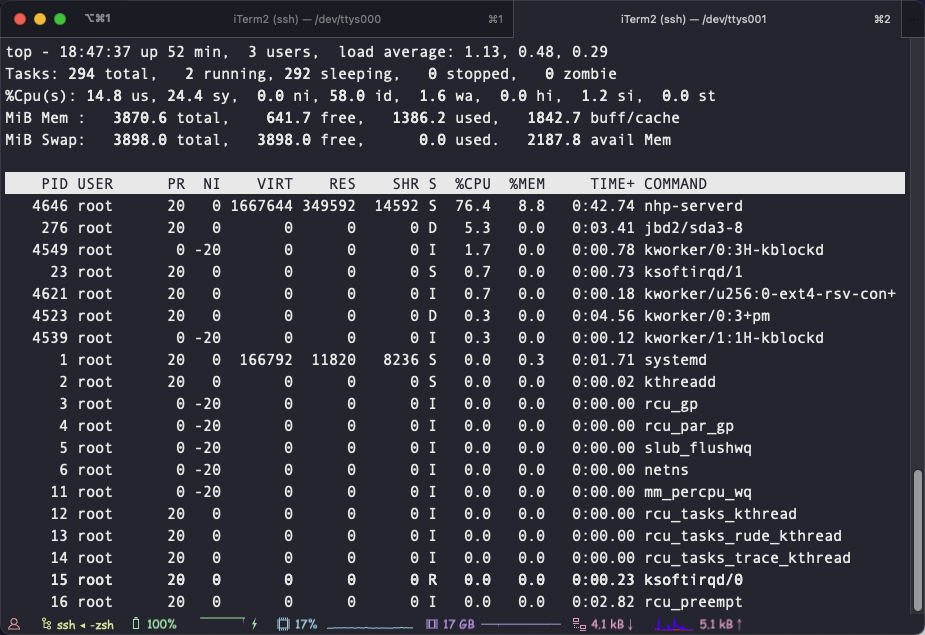 ⌥⌘1 iTerm2 (ssh) — /dev/ttys000 ⌘1 iTerm2 (ssh) — /dev/ttys001 ⌘2
top - 18:47:37 up 52 min,  3 users,  load average: 1.13, 0.48, 0.29
Tasks: 294 total,   2 running, 292 sleeping,   0 stopped,   0 zombie
%Cpu(s): 14.8 us, 24.4 sy,  0.0 ni, 58.0 id,  1.6 wa,  0.0 hi,  1.2 si,  0.0 st
MiB Mem :   3870.6 total,    641.7 free,   1386.2 used,   1842.7 buff/cache
MiB Swap:   3898.0 total,   3898.0 free,      0.0 used.   2187.8 avail Mem
PID USER      PR  NI    VIRT    RES    SHR S  %CPU  %MEM     TIME+ COMMAND
4646 root      20   0 1667644 349592  14592 S  76.4   8.8   0:42.74 nhp-serverd
276 root      20   0       0      0      0 D   5.3   0.0   0:03.41 jbd2/sda3-8
4549 root       0 -20       0      0      0 I   1.7   0.0   0:00.78 kworker/0:3H-kblockd
23 root      20   0       0      0      0 S   0.7   0.0   0:00.73 ksoftirqd/1
4621 root      20   0       0      0      0 I   0.7   0.0   0:00.18 kworker/u256:0-ext4-rsv-con+
4523 root      20   0       0      0      0 D   0.3   0.0   0:04.56 kworker/0:3+pm
4539 root       0 -20       0      0      0 I   0.3   0.0   0:00.12 kworker/1:1H-kblockd
1 root      20   0  166792  11820   8236 S   0.0   0.3   0:01.71 systemd
2 root      20   0       0      0      0 S   0.0   0.0   0:00.02 kthreadd
3 root       0 -20       0      0      0 I   0.0   0.0   0:00.00 rcu_gp
4 root       0 -20       0      0      0 I   0.0   0.0   0:00.00 rcu_par_gp
5 root       0 -20       0      0      0 I   0.0   0.0   0:00.00 slub_flushwq
6 root       0 -20       0      0      0 I   0.0   0.0   0:00.00 netns
11 root       0 -20       0      0      0 I   0.0   0.0   0:00.00 mm_percpu_wq
12 root      20   0       0      0      0 I   0.0   0.0   0:00.00 rcu_tasks_kthread
13 root      20   0       0      0      0 I   0.0   0.0   0:00.00 rcu_tasks_rude_kthread
14 root      20   0       0      0      0 I   0.0   0.0   0:00.00 rcu_tasks_trace_kthread
15 root      20   0       0      0      0 R   0.0   0.0   0:00.23 ksoftirqd/0
16 root      20   0       0      0      0 I   0.0   0.0   0:02.82 rcu_preempt
ssh ◂ -zsh 100% 17% 17 GB 4.1 kB↓ 5.1 kB↑